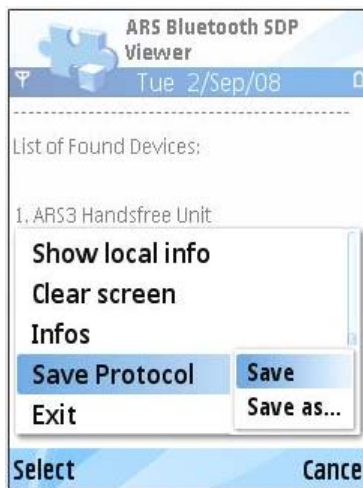 ARS Bluetooth SDP
Viewer
Tue 2/Sep/08
List of Found Devices:
1. ARS3 Handsfree Unit
Show local info
Clear screen
Infos
Save Protocol
Save
Exit
Save as...
Select
Cance